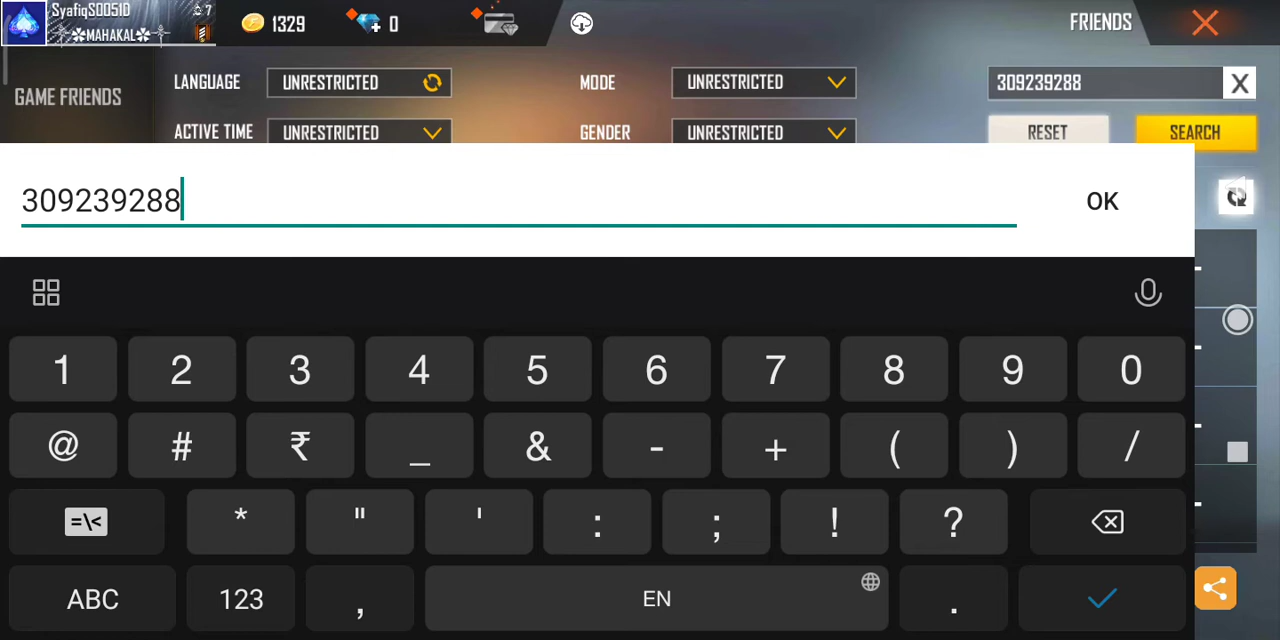 SyafiqS0051D 7
✲MAHAKAL✲
1329
0
FRIENDS
GAME FRIENDS
LANGUAGE UNRESTRICTED
MODE UNRESTRICTED
309239288 X
ACTIVE TIME UNRESTRICTED
GENDER UNRESTRICTED
RESET SEARCH
309239288 OK
1 2 3 4 5 6 7 8 9 0
@ # ₹ _ & - + ( ) /
=\< * " ' : ; ! ?
ABC 123 , EN .